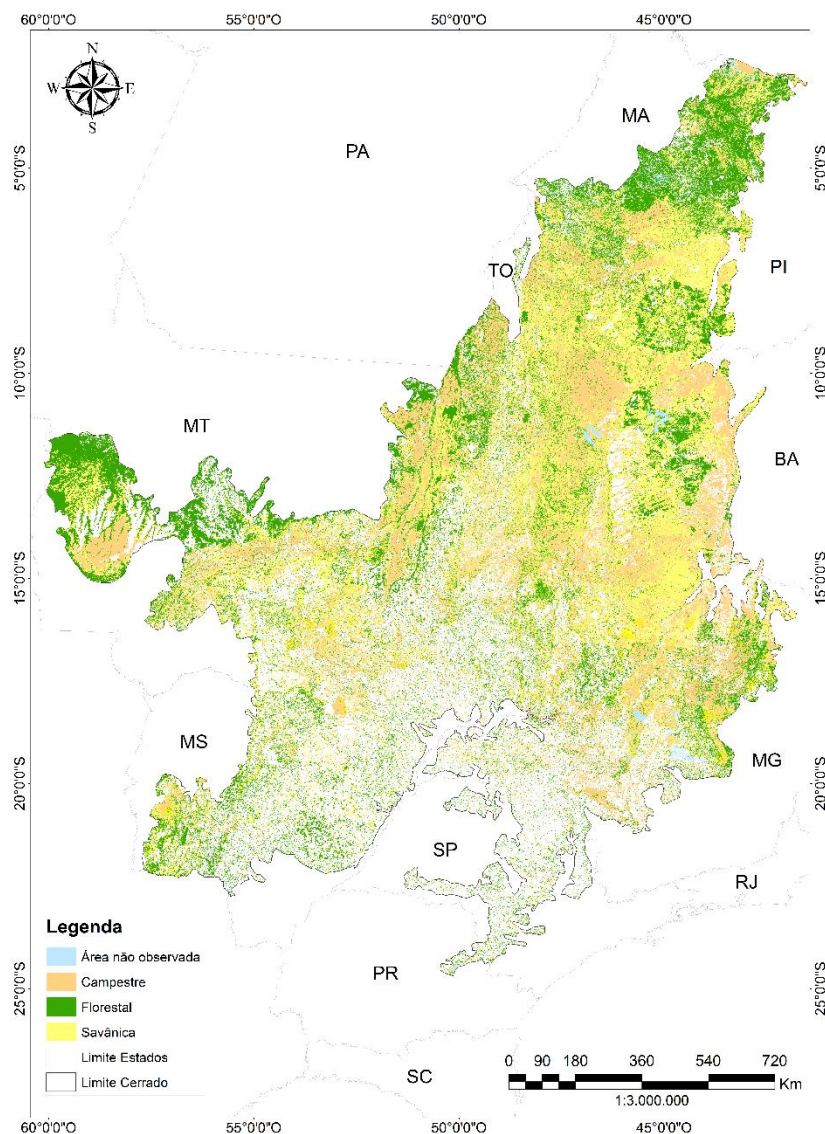 60°0'0"O 55°0'0"O 50°0'0"O 45°0'0"O
N
W E
S
MA
PA
5°0'0"S 5°0'0"S
TO
PI
10°0'0"S 10°0'0"S
MT
BA
15°0'0"S 15°0'0"S
MS
MG
20°0'0"S 20°0'0"S
SP
RJ
Legenda
Área não observada
Campestre
Florestal
Savânica
Limite Estados
Limite Cerrado
PR
25°0'0"S 25°0'0"S
SC
0 90 180 360 540 720
Km
1:3.000.000
60°0'0"O 55°0'0"O 50°0'0"O 45°0'0"O